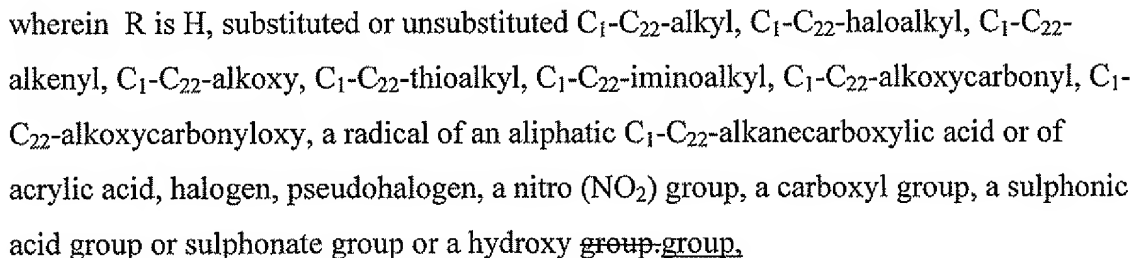 wherein R is H, substituted or unsubstituted C₁-C₂₂-alkyl, C₁-C₂₂-haloalkyl, C₁-C₂₂-
alkenyl, C₁-C₂₂-alkoxy, C₁-C₂₂-thioalkyl, C₁-C₂₂-iminoalkyl, C₁-C₂₂-alkoxycarbonyl, C₁-
C₂₂-alkoxycarbonyloxy, a radical of an aliphatic C₁-C₂₂-alkanecarboxylic acid or of
acrylic acid, halogen, pseudohalogen, a nitro (NO₂) group, a carboxyl group, a sulphonic
acid group or sulphonate group or a hydroxy group.group,